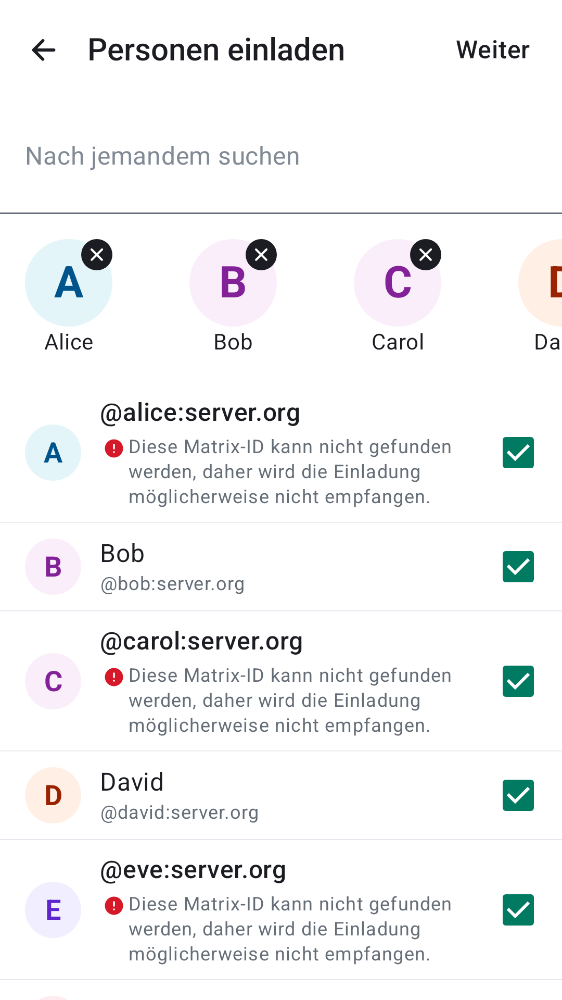 Personen einladen
Weiter
Nach jemandem suchen
A
B
C
D
Alice
Bob
Carol
Da
@alice:server.org
A
Diese Matrix-ID kann nicht gefunden
werden, daher wird die Einladung
möglicherweise nicht empfangen.
Bob
B
@bob:server.org
@carol:server.org
C
Diese Matrix-ID kann nicht gefunden
werden, daher wird die Einladung
möglicherweise nicht empfangen.
David
D
@david:server.org
@eve:server.org
E
Diese Matrix-ID kann nicht gefunden
werden, daher wird die Einladung
möglicherweise nicht empfangen.